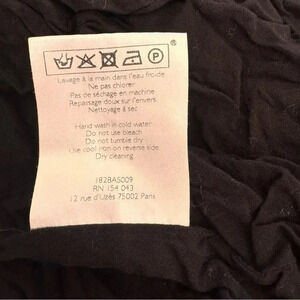 P
®
Lavage à la main dans l'eau froide
Ne pas chlorer
Pas de séchage en machine
Repassage doux sur l'envers
Nettoyage à sec
Hand wash in cold water
Do not use bleach
Do not tumble dry
Use cool iron on reverse side
Dry cleaning
182BAS009
RN 154 043
12 rue d'Uzès 75002 Paris